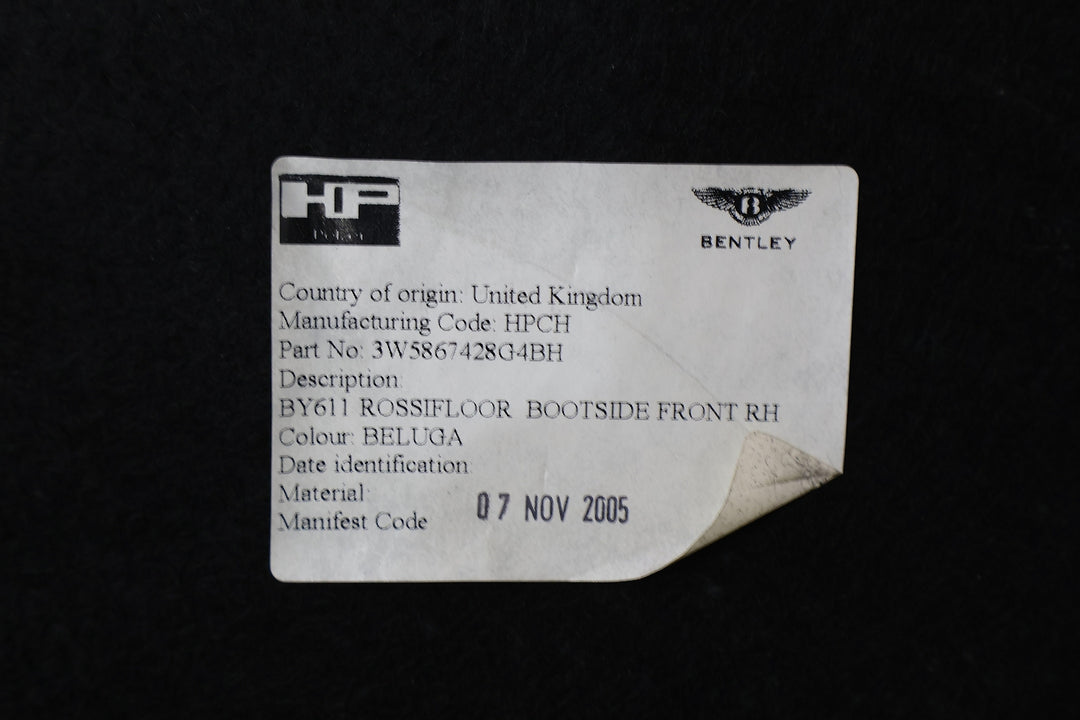 HP
BENTLEY
Country of origin: United Kingdom
Manufacturing Code: HPCH
Part No: 3W5867428G4BH
Description:
BY611 ROSSIFLOOR BOOTSIDE FRONT RH
Colour: BELUGA
Date identification:
Material:
07 NOV 2005
Manifest Code